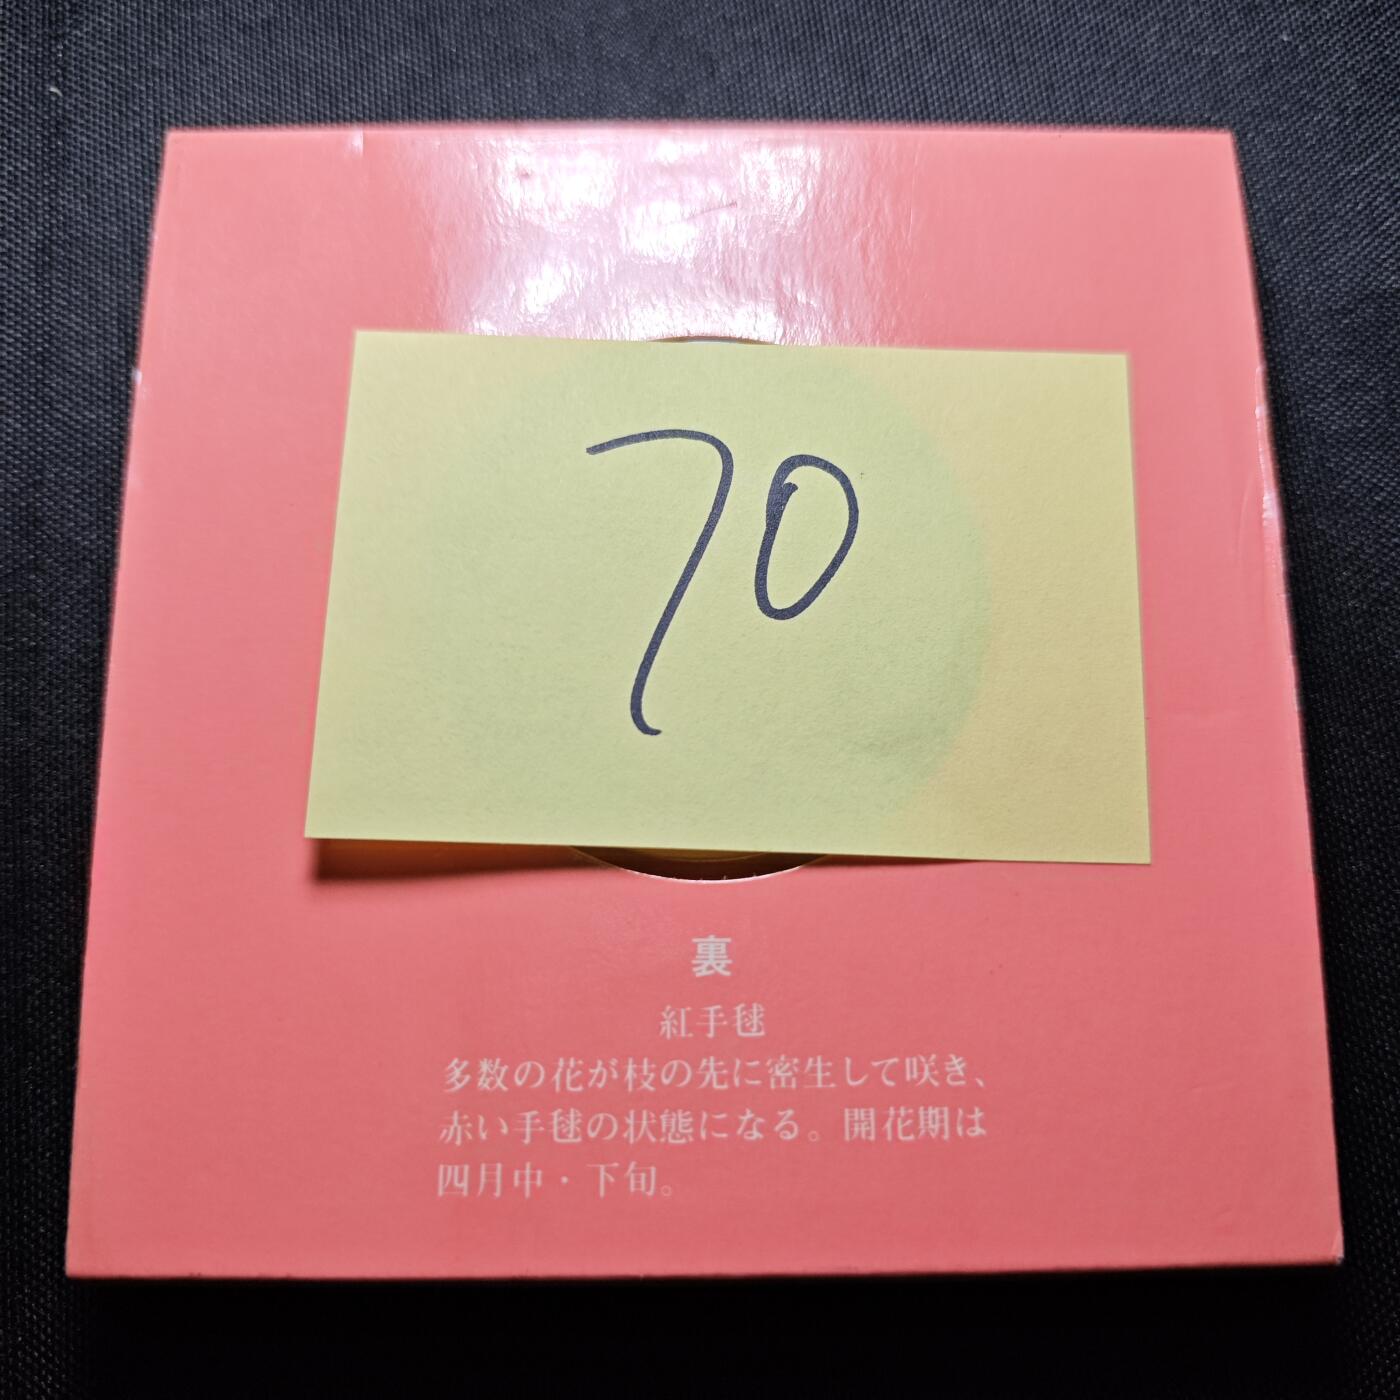 70
裏
紅手毬
多数の花が枝の先に密生して咲き、
赤い手毬の状態になる。開花期は
四月中・下旬。